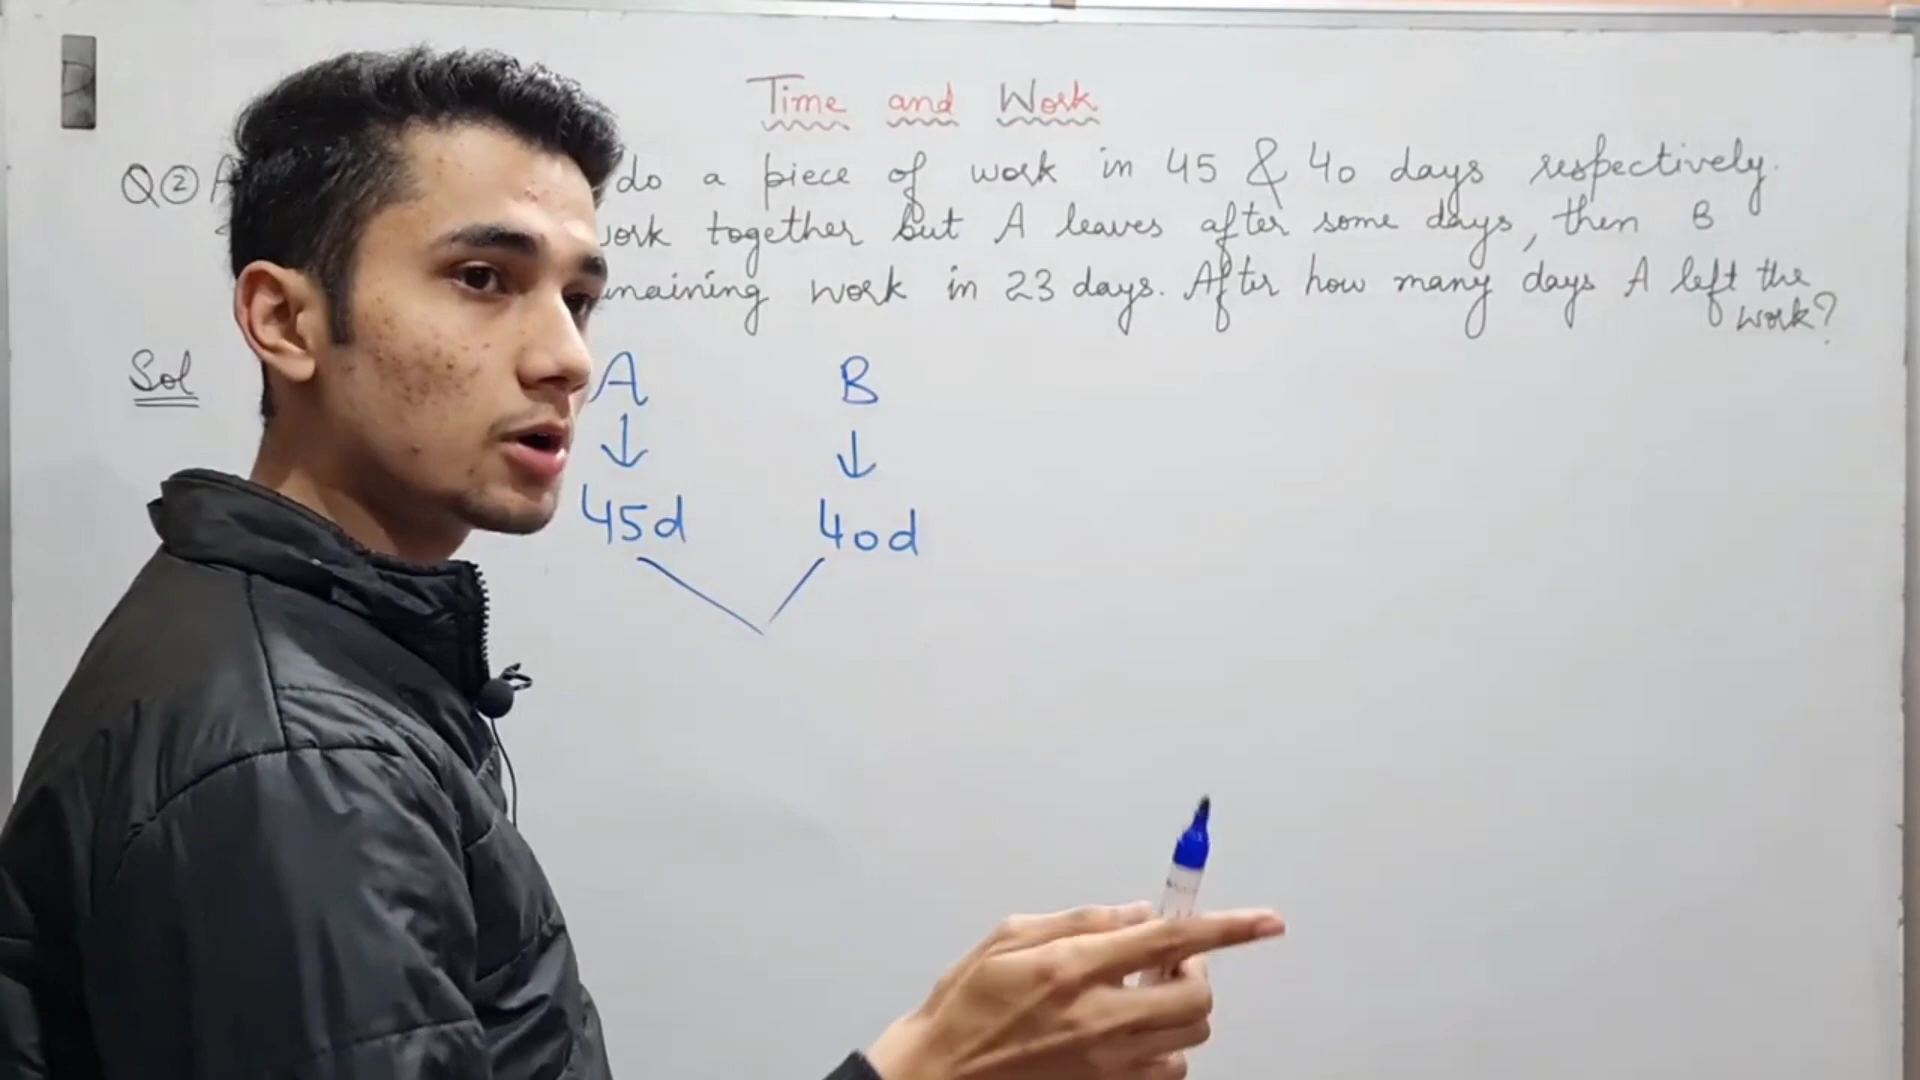 Time and Work
Q② do a piece of work in 45 & 40 days respectively.
work together but A leaves after some days, then B
remaining work in 23 days. After how many days A left the
work?
Sol A B
↓ ↓
45d 40d